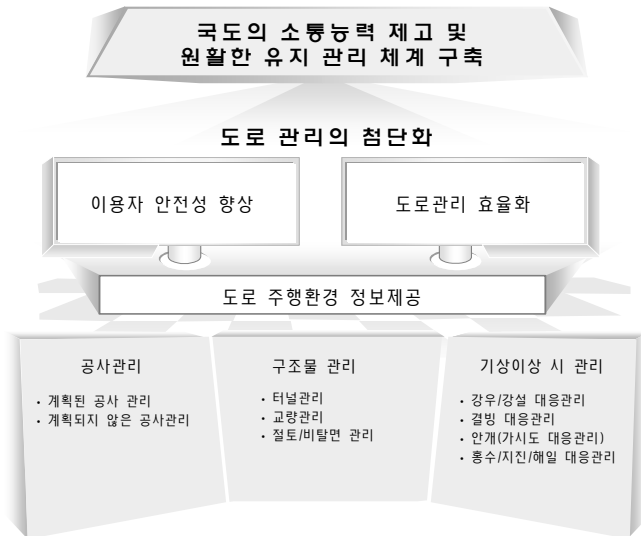 국도의 소통능력 제고 및
원활한 유지 관리 체계 구축
도로 관리의 첨단화
이용자 안전성 향상
도로관리 효율화
도로 주행환경 정보제공
공사관리
• 계획된 공사 관리
• 계획되지 않은 공사관리
구조물 관리
• 터널관리
• 교량관리
• 절토/비탈면 관리
기상이상 시 관리
• 강우/강설 대응관리
• 결빙 대응관리
• 안개(가시도 대응관리)
• 홍수/지진/해일 대응관리